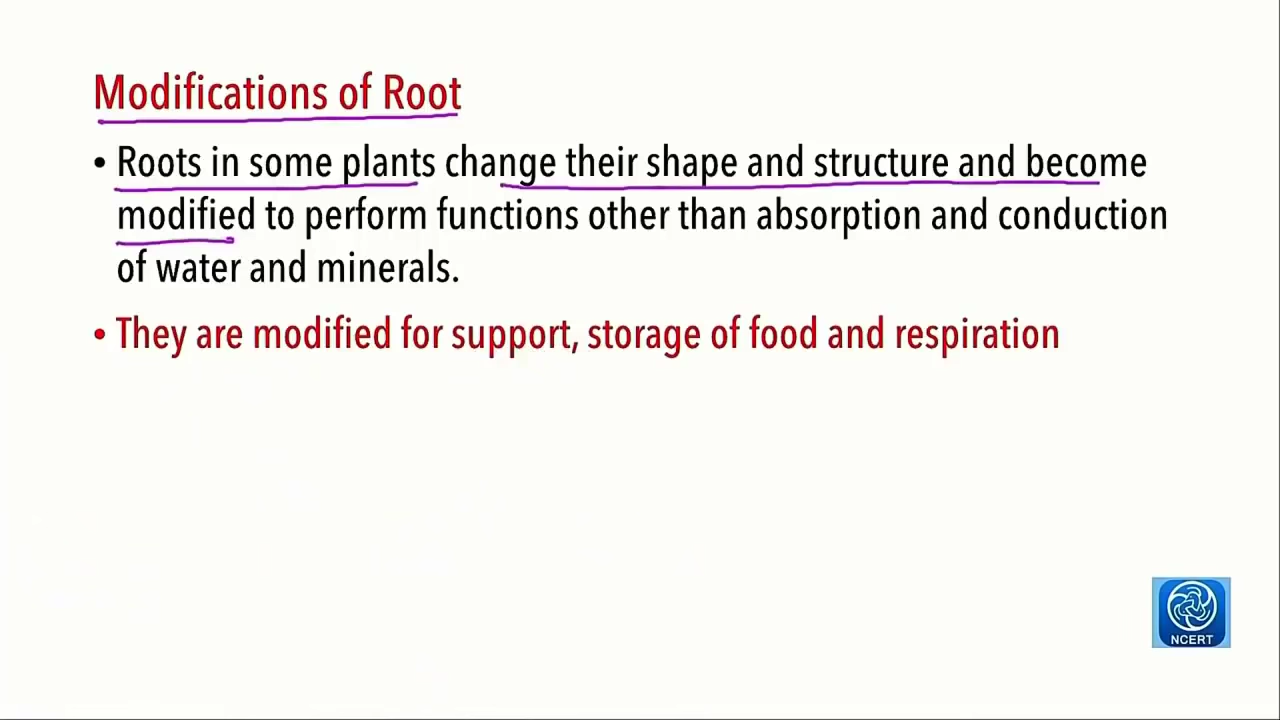 Modifications of Root
• Roots in some plants change their shape and structure and become
modified to perform functions other than absorption and conduction
of water and minerals.
• They are modified for support, storage of food and respiration
NCERT